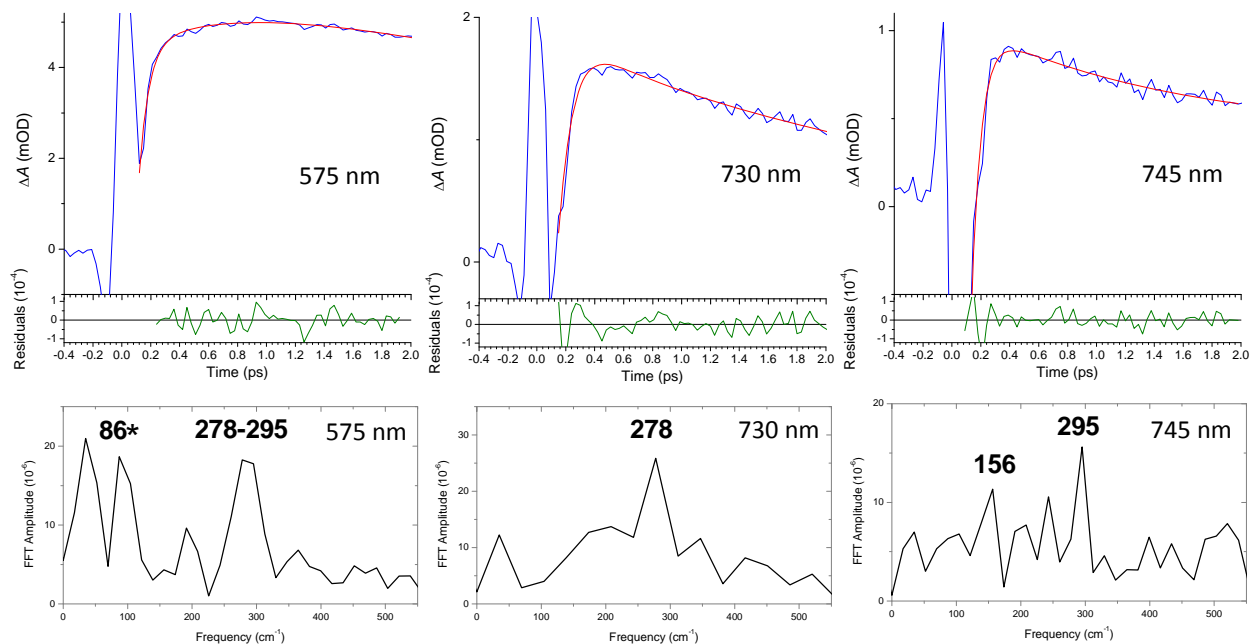 4
2
0
ΔA (mOD)
575 nm
2
0
ΔA (mOD)
730 nm
1
0
ΔA (mOD)
745 nm
Residuals (10⁻⁴)
1
0
-1
-0.4 -0.2 0.0 0.2 0.4 0.6 0.8 1.0 1.2 1.4 1.6 1.8 2.0
Time (ps)
Residuals (10⁻⁴)
1
0
-1
-0.4 -0.2 0.0 0.2 0.4 0.6 0.8 1.0 1.2 1.4 1.6 1.8 2.0
Time (ps)
Residuals (10⁻⁴)
1
0
-1
-0.4 -0.2 0.0 0.2 0.4 0.6 0.8 1.0 1.2 1.4 1.6 1.8 2.0
Time (ps)
86* 278-295 575 nm
20
10
0
FFT Amplitude (10⁻⁶)
0 100 200 300 400 500
Frequency (cm⁻¹)
278 730 nm
30
20
10
0
FFT Amplitude (10⁻⁶)
0 100 200 300 400 500
Frequency (cm⁻¹)
295 745 nm
156
20
15
10
5
0
FFT Amplitude (10⁻⁶)
0 100 200 300 400 500
Frequency (cm⁻¹)